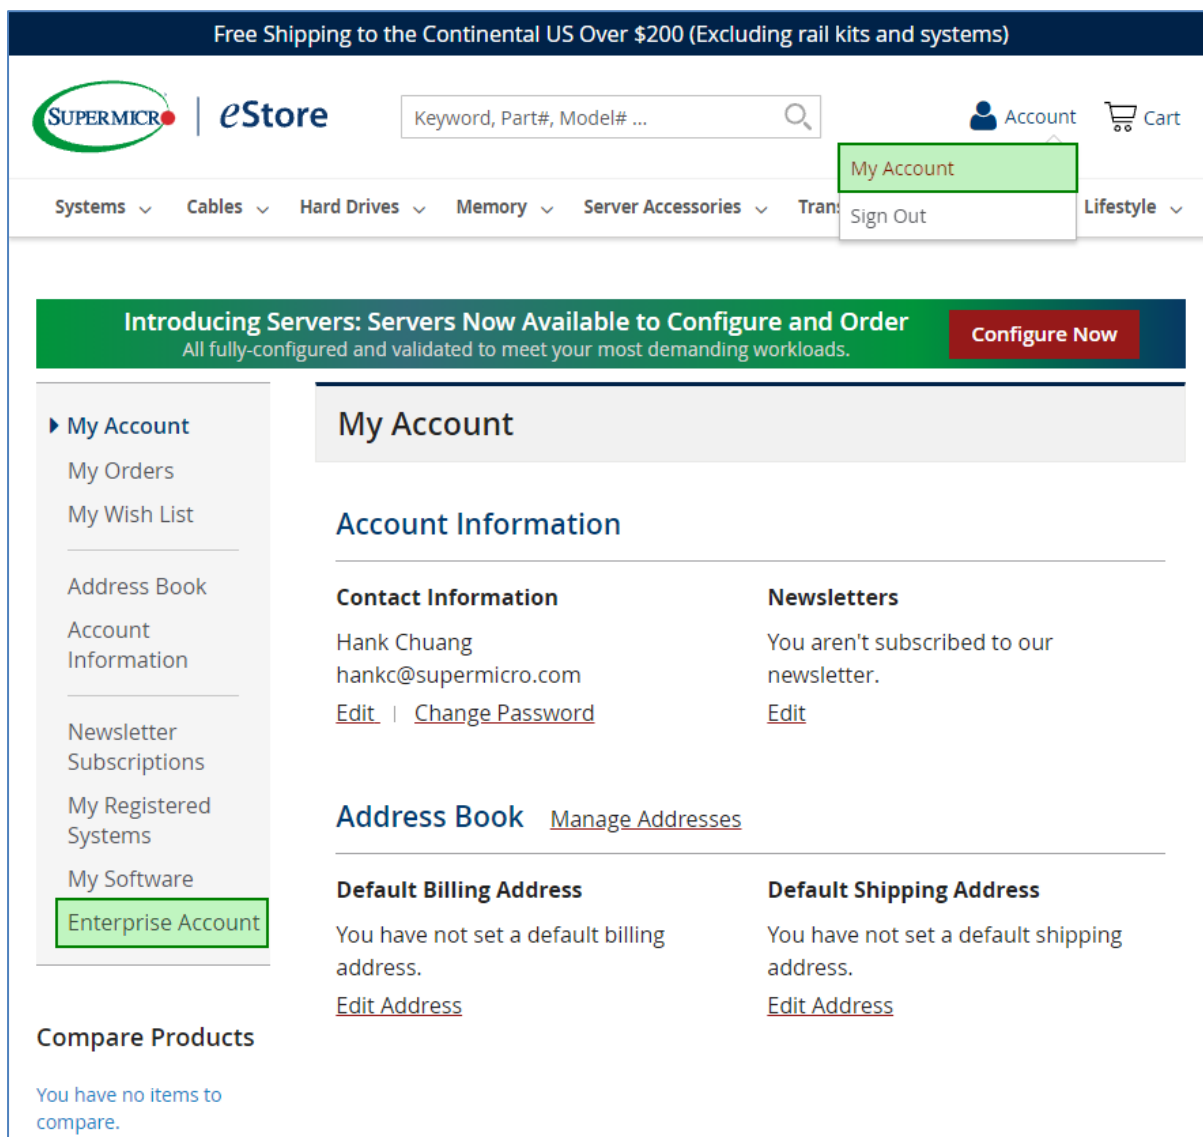 Free Shipping to the Continental US Over $200 (Excluding rail kits and systems)
SUPERMICR
eStore
Keyword, Part#, Model# ...
Account
Cart
My Account
Sign Out
Systems
Cables
Hard Drives
Memory
Server Accessories
Lifestyle
Introducing Servers: Servers Now Available to Configure and Order
All fully-configured and validated to meet your most demanding workloads.
Configure Now
My Account
My Orders
My Wish List
Address Book
Account
Information
Newsletter
Subscriptions
My Registered
Systems
My Software
Enterprise Account
Compare Products
You have no items to
compare.
My Account
Account Information
Contact Information
Hank Chuang
hankc@supermicro.com
Edit | Change Password
Newsletters
You aren't subscribed to our
newsletter.
Edit
Address Book Manage Addresses
Default Billing Address
You have not set a default billing
address.
Edit Address
Default Shipping Address
You have not set a default shipping
address.
Edit Address